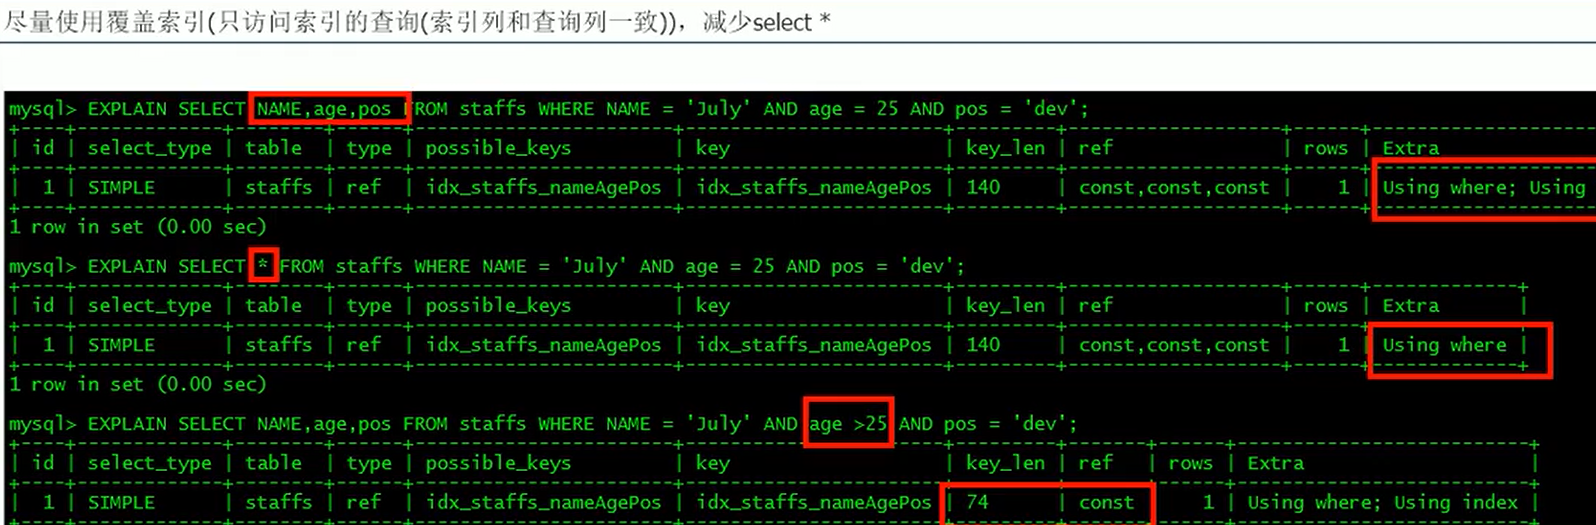 尽量使用覆盖索引(只访问索引的查询(索引列和查询列一致))，减少select *
mysql> EXPLAIN SELECT NAME,age,pos FROM staffs WHERE NAME = 'July' AND age = 25 AND pos = 'dev';
| id | select_type | table | type | possible_keys | key | key_len | ref | rows | Extra
| 1 | SIMPLE | staffs | ref | idx_staffs_nameAgePos | idx_staffs_nameAgePos | 140 | const,const,const | 1 | Using where; Using
1 row in set (0.00 sec)
mysql> EXPLAIN SELECT * FROM staffs WHERE NAME = 'July' AND age = 25 AND pos = 'dev';
| id | select_type | table | type | possible_keys | key | key_len | ref | rows | Extra |
| 1 | SIMPLE | staffs | ref | idx_staffs_nameAgePos | idx_staffs_nameAgePos | 140 | const,const,const | 1 | Using where |
1 row in set (0.00 sec)
mysql> EXPLAIN SELECT NAME,age,pos FROM staffs WHERE NAME = 'July' AND age >25 AND pos = 'dev';
| id | select_type | table | type | possible_keys | key | key_len | ref | rows | Extra |
| 1 | SIMPLE | staffs | ref | idx_staffs_nameAgePos | idx_staffs_nameAgePos | 74 | const | 1 | Using where; Using index |